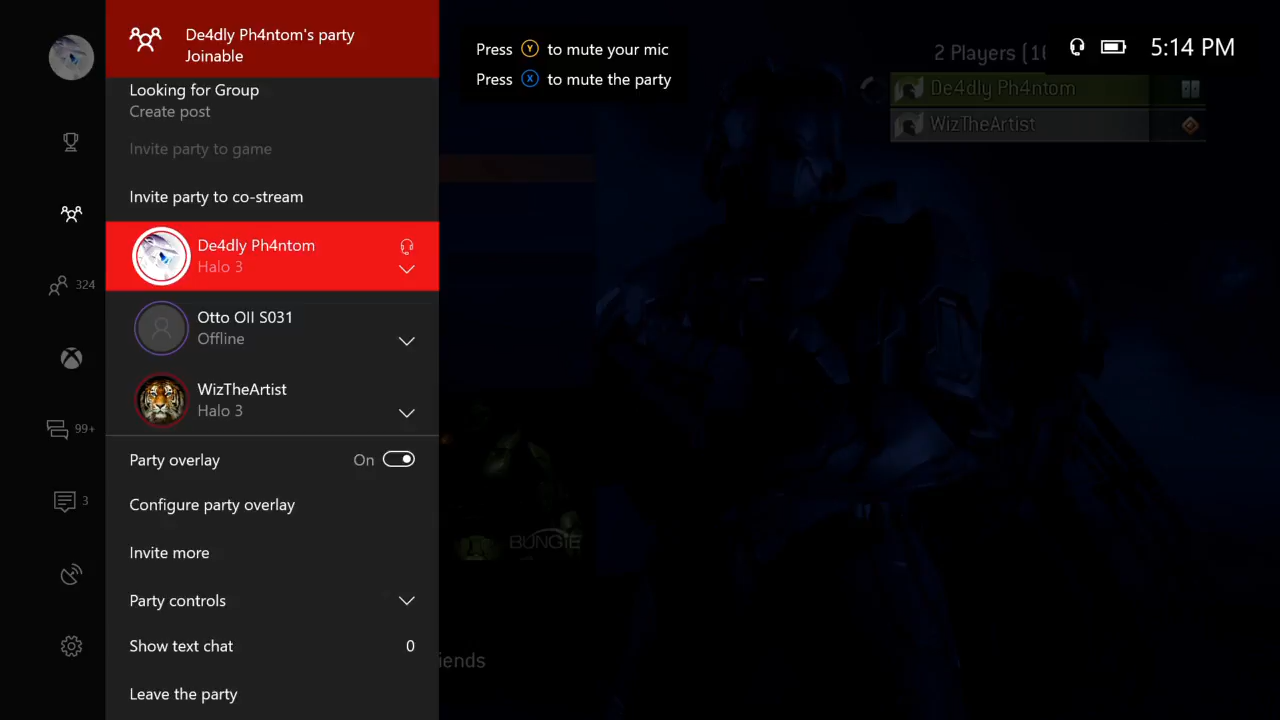 De4dly Ph4ntom's party
Joinable
Looking for Group
Create post
Invite party to game
Invite party to co-stream
De4dly Ph4ntom
Halo 3
Otto OII S031
Offline
WizTheArtist
Halo 3
Party overlay On
Configure party overlay
Invite more
Party controls
Show text chat 0
Leave the party
324
99+
3
Press Y to mute your mic
Press X to mute the party
5:14 PM
2 Players
De4dly Ph4ntom
WizTheArtist
BUNGIE